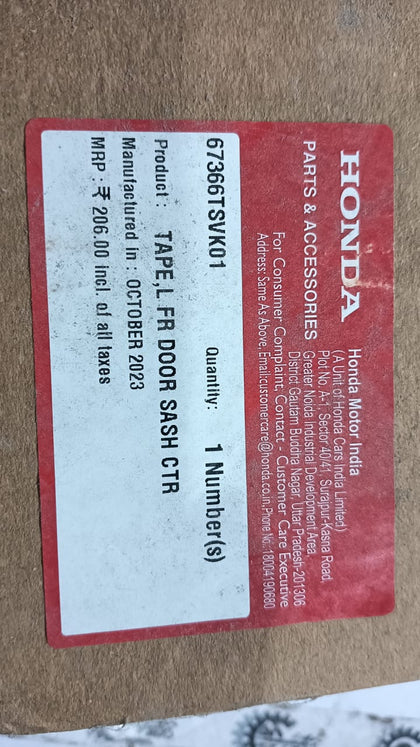 HONDA
PARTS & ACCESSORIES
Honda Motor India
(A Unit of Honda Cars India Limited)
Plot No. A-1, Sector 40/41, Surajpur-Kasna Road,
Greater Noida Industrial Development Area
District Gautam Buddha Nagar, Uttar Pradesh-201306
For Consumer Complaint, Contact - Customer Care Executive
Address: Same As Above. Email:customercare@honda.co.in,Phone No.:18004190680
67366TSVK01 Quantity: 1 Number(s)
Product : TAPE,L FR DOOR SASH CTR
Manufactured in : OCTOBER 2023
MRP : ₹ 206.00 incl. of all taxes